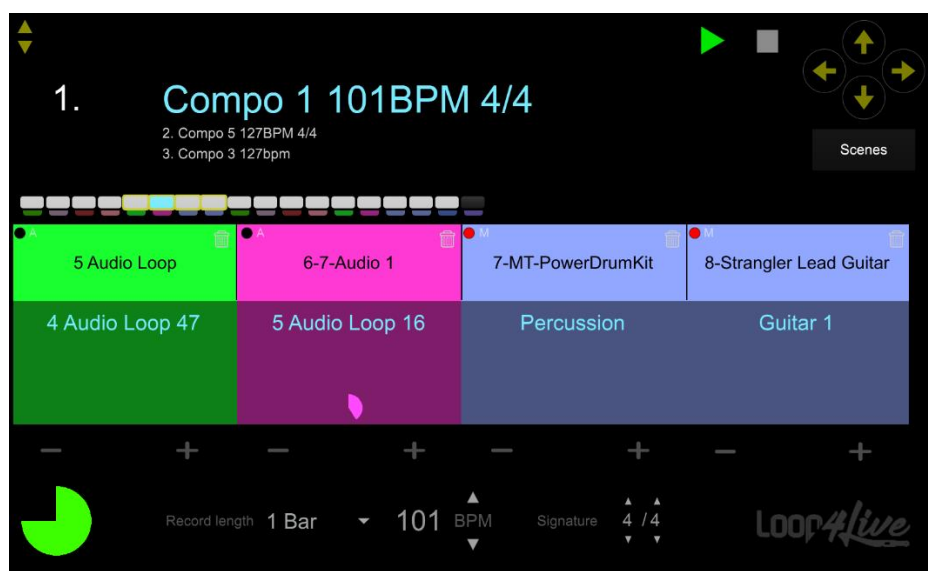 1. Compo 1 101BPM 4/4
2. Compo 5 127BPM 4/4
3. Compo 3 127bpm
Scenes
A A M M
5 Audio Loop 6-7-Audio 1 7-MT-PowerDrumKit 8-Strangler Lead Guitar
4 Audio Loop 47 5 Audio Loop 16 Percussion Guitar 1
Record length 1 Bar 101 BPM Signature 4 / 4
LOOP4live